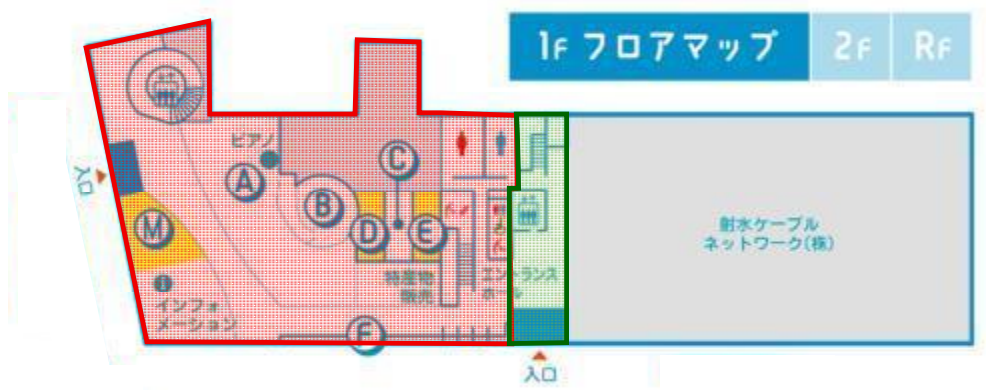 1F フロアマップ
2F
RF
ピアノ
C
A
B
入口
M
D
E
特産物
販売
エントランス
ホール
インフォ
メーション
F
入口
射水ケーブル
ネットワーク(株)